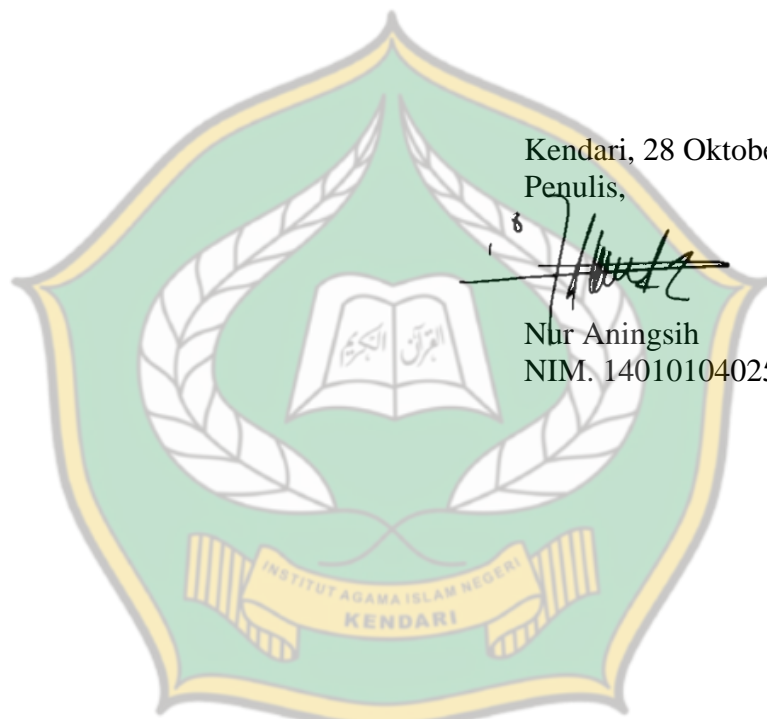 Kendari, 28 Oktobe
Penulis,
Nur Aningsih
NIM. 1401010402
القرآن الكريم
INSTITUT AGAMA ISLAM NEGERI
KENDARI